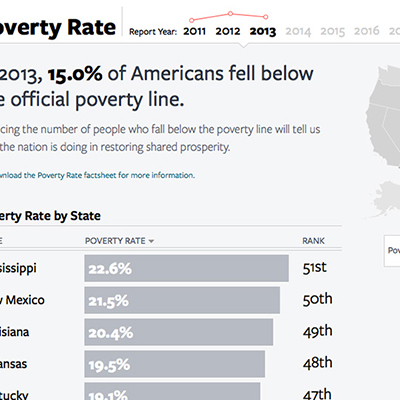 overty Rate
Report Year: 2011 2012 2013 2014 2015 2016 20
2013, 15.0% of Americans fell below
e official poverty line.
cing the number of people who fall below the poverty line will tell us
the nation is doing in restoring shared prosperity.
wnload the Poverty Rate factsheet for more information.
erty Rate by State
E POVERTY RATE RANK
sissippi 22.6% 51st
w Mexico 21.5% 50th
isiana 20.4% 49th
ansas 19.5% 48th
tucky 19.1% 47th
Pov